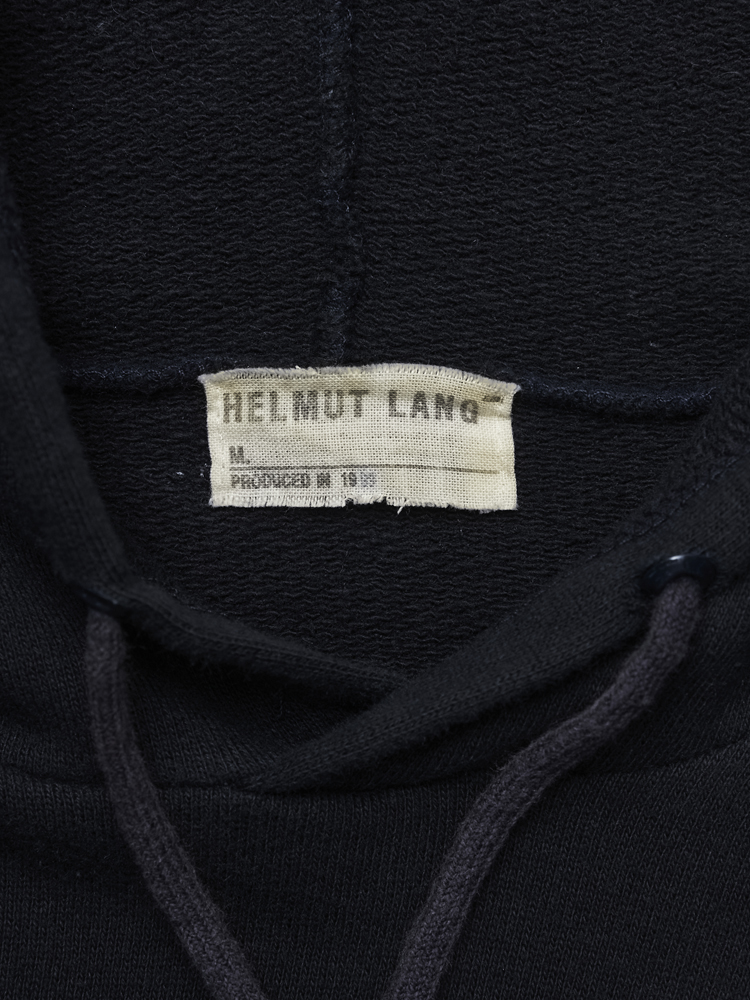 HELMUT LANG
M.
PRODUCED IN 19